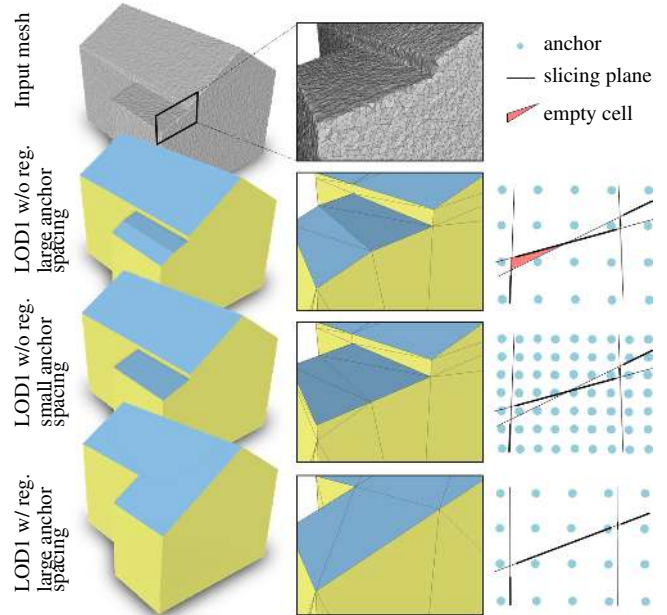 Input mesh
anchor
slicing plane
empty cell
LOD1 w/o reg.
large anchor
spacing
LOD1 w/o reg.
small anchor
spacing
LOD1 w/ reg.
large anchor
spacing